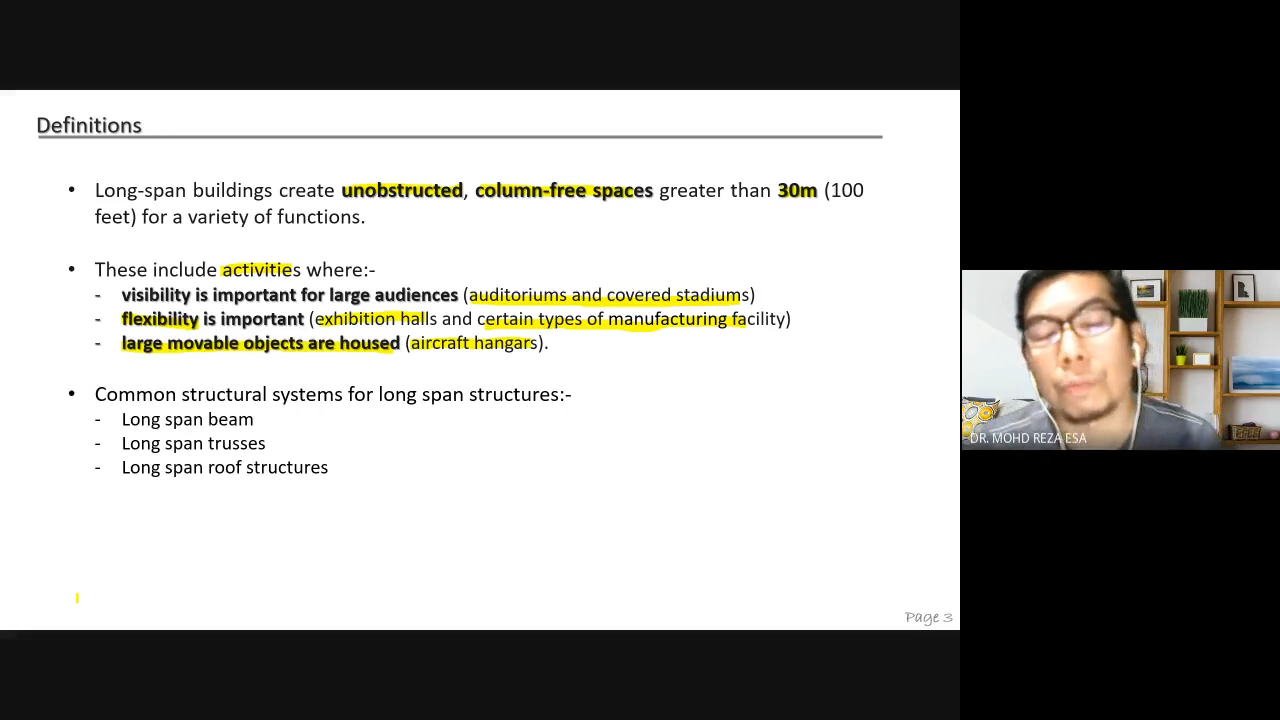 Definitions
• Long-span buildings create unobstructed, column-free spaces greater than 30m (100
feet) for a variety of functions.
• These include activities where:-
- visibility is important for large audiences (auditoriums and covered stadiums)
- flexibility is important (exhibition halls and certain types of manufacturing facility)
- large movable objects are housed (aircraft hangars).
• Common structural systems for long span structures:-
- Long span beam
- Long span trusses
- Long span roof structures
Page 3
DR. MOHD REZA ESA